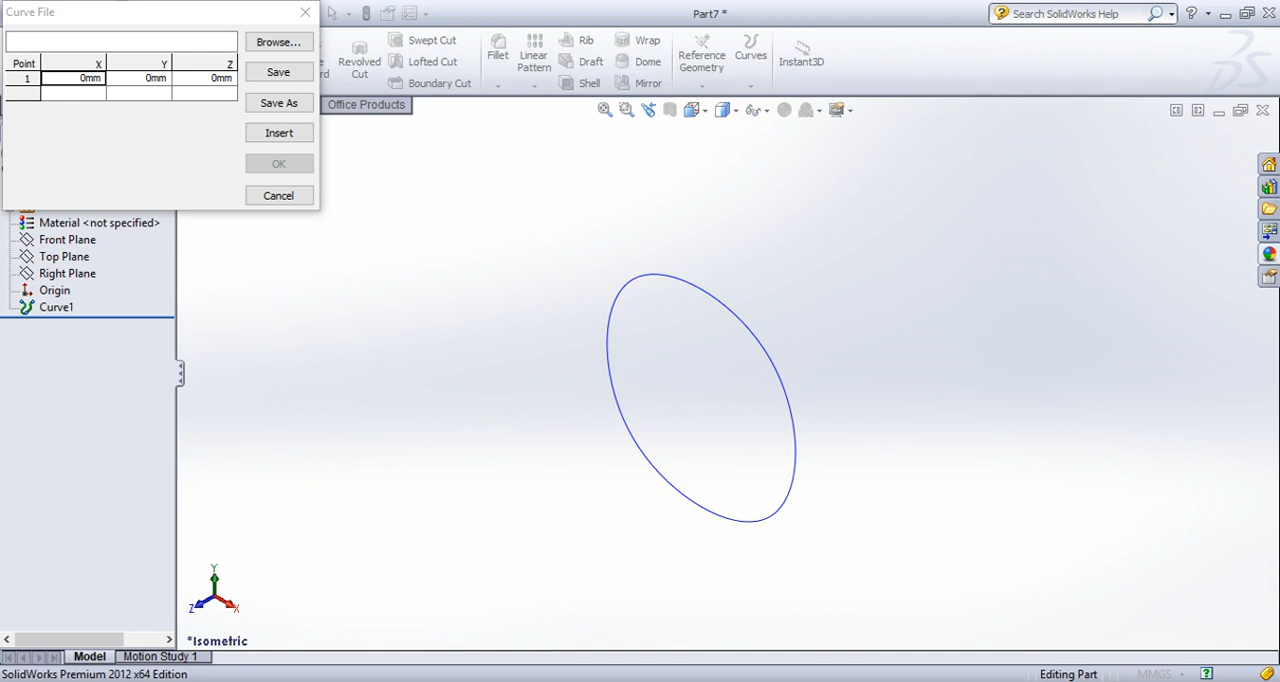 Curve File
Part7 *
Search SolidWorks Help
Browse...
Point X Y Z
1 0mm 0mm 0mm
Save
Save As
Insert
OK
Cancel
Revolved Cut
Swept Cut
Lofted Cut
Boundary Cut
Fillet
Linear Pattern
Rib
Draft
Shell
Wrap
Dome
Mirror
Reference Geometry
Curves
Instant3D
Office Products
Material <not specified>
Front Plane
Top Plane
Right Plane
Origin
Curve1
Y
Z X
*Isometric
Model Motion Study 1
SolidWorks Premium 2012 x64 Edition Editing Part MMGS